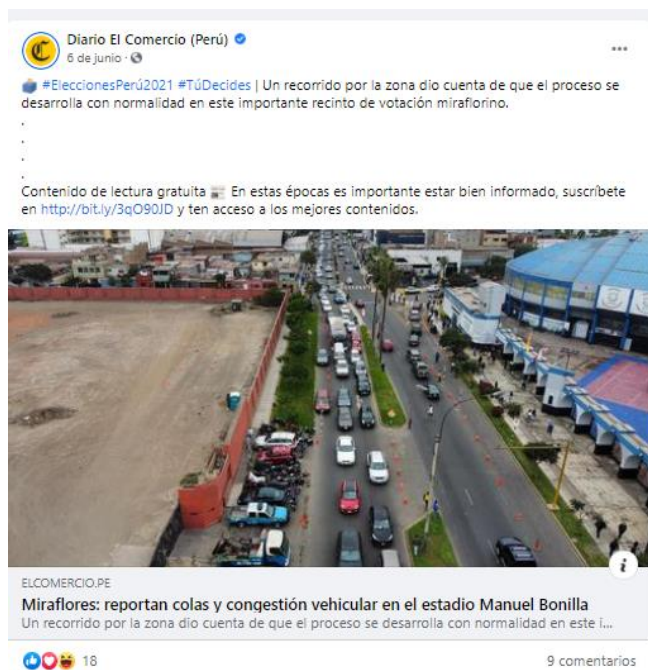 Diario El Comercio (Perú)
6 de junio ·
#EleccionesPerú2021 #TúDecides | Un recorrido por la zona dio cuenta de que el proceso se
desarrolla con normalidad en este importante recinto de votación miraflorino.
.
.
.
.
Contenido de lectura gratuita En estas épocas es importante estar bien informado, suscríbete
en http://bit.ly/3qO90JD y ten acceso a los mejores contenidos.
ELCOMERCIO.PE
Miraflores: reportan colas y congestión vehicular en el estadio Manuel Bonilla
Un recorrido por la zona dio cuenta de que el proceso se desarrolla con normalidad en este i...
18
9 comentarios